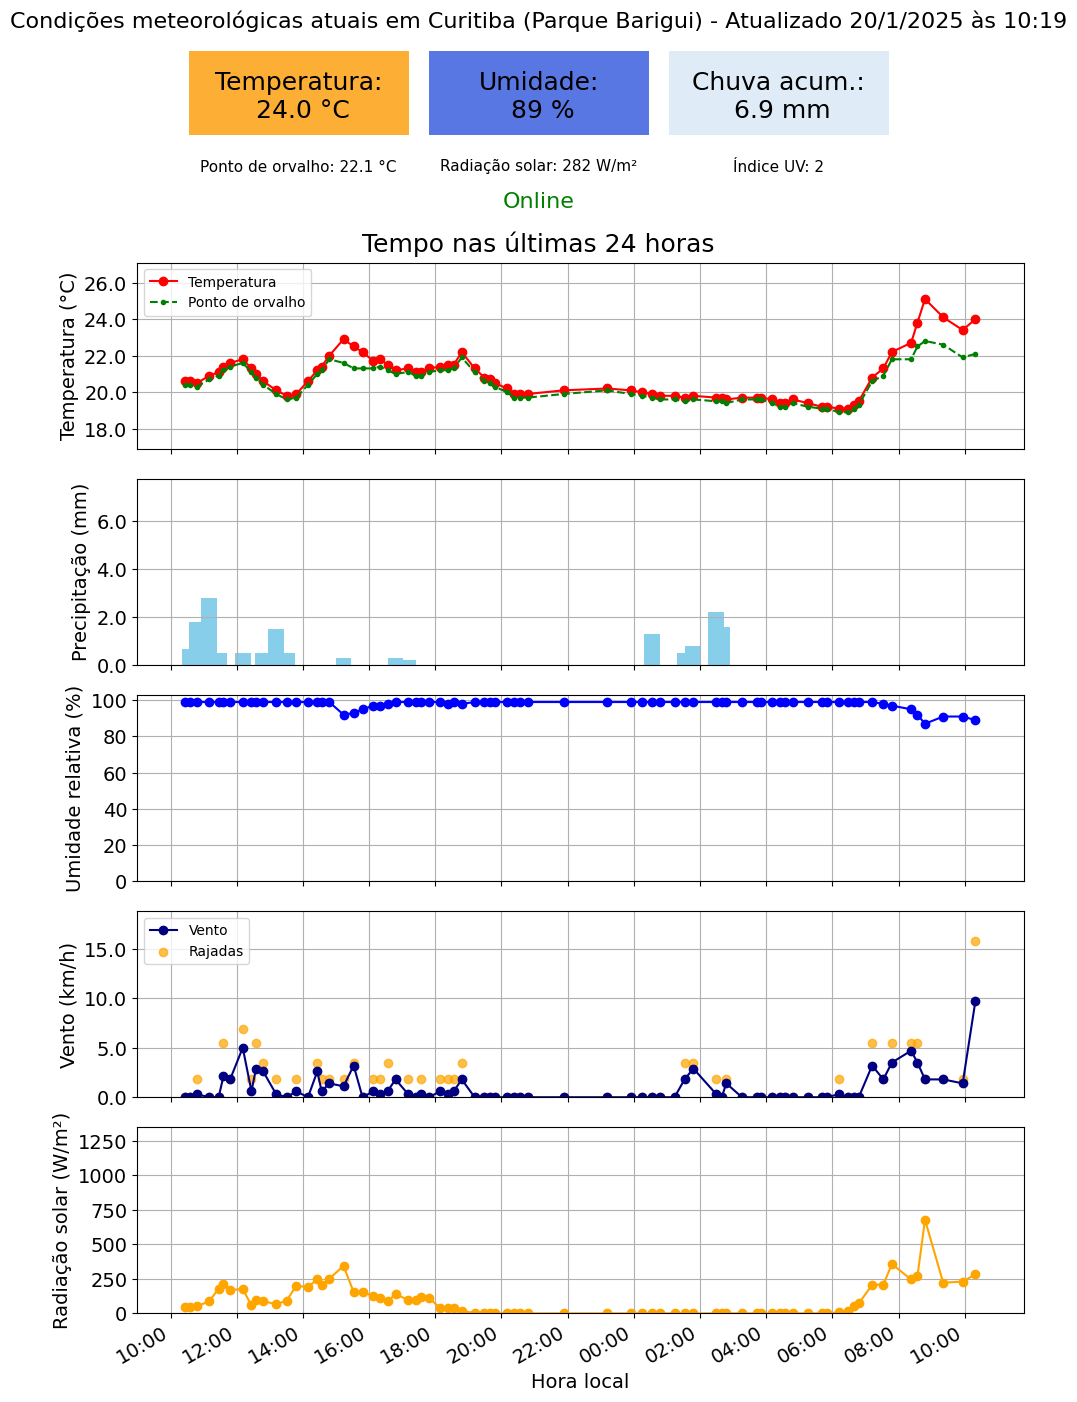 Condições meteorológicas atuais em Curitiba (Parque Barigui) - Atualizado 20/1/2025 às 10:19
Temperatura:
24.0 °C
Umidade:
89 %
Chuva acum.:
6.9 mm
Ponto de orvalho: 22.1 °C
Radiação solar: 282 W/m²
Índice UV: 2
Online
Tempo nas últimas 24 horas
Temperatura (°C)
26.0
24.0
22.0
20.0
18.0
Temperatura
Ponto de orvalho
Precipitação (mm)
6.0
4.0
2.0
0.0
Umidade relativa (%)
100
80
60
40
20
0
Vento (km/h)
15.0
10.0
5.0
0.0
Vento
Rajadas
Radiação solar (W/m²)
1250
1000
750
500
250
0
10:00
12:00
14:00
16:00
18:00
20:00
22:00
00:00
02:00
04:00
06:00
08:00
10:00
Hora local